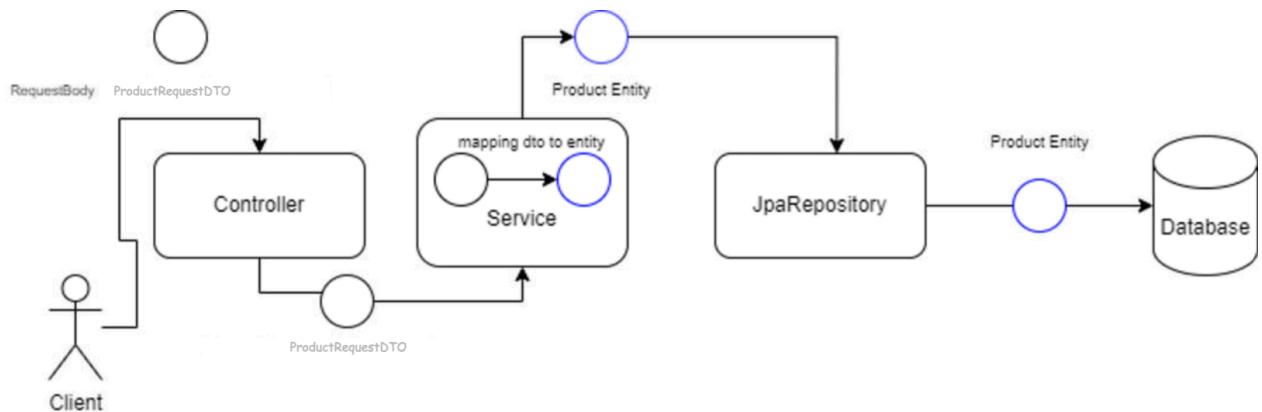 RequestBody ProductRequestDTO
Product Entity
mapping dto to entity
Product Entity
Controller
Service
JpaRepository
Database
ProductRequestDTO
Client